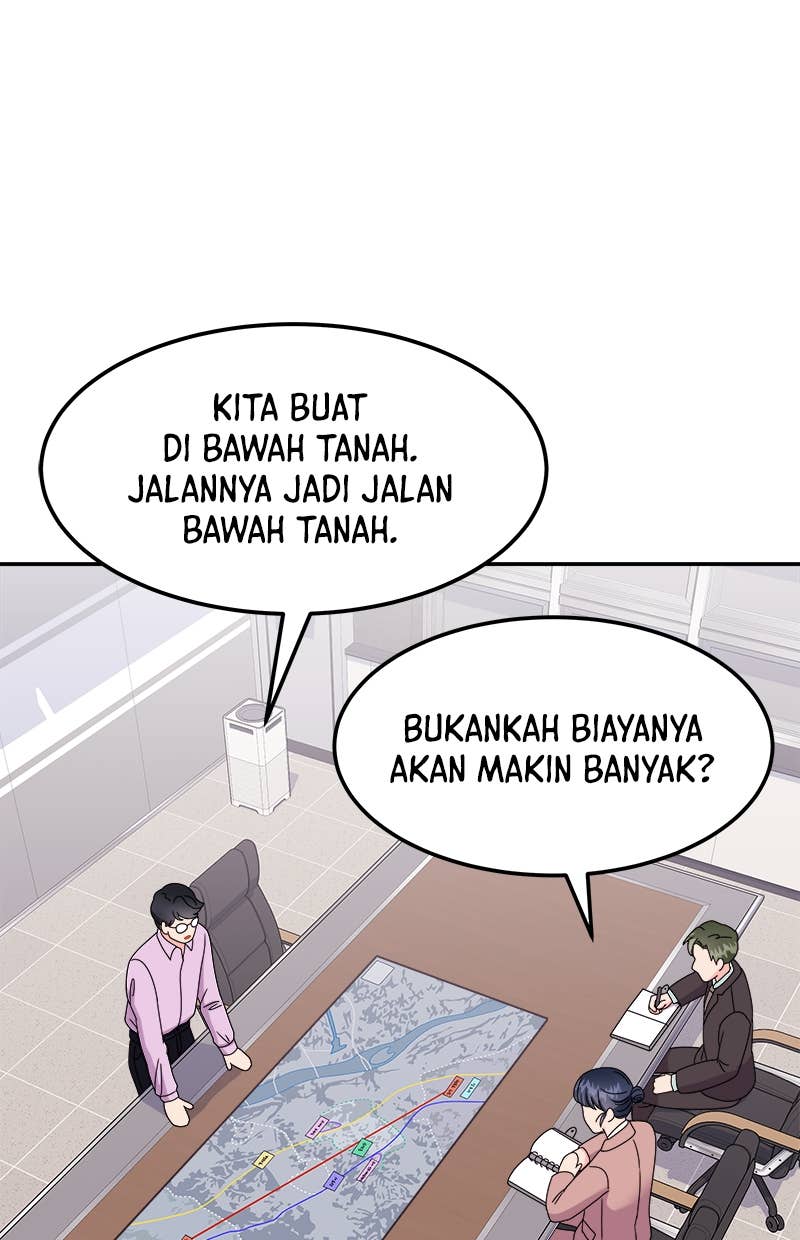 KITA BUAT
DI BAWAH TANAH.
JALANNYA JADI JALAN
BAWAH TANAH.
BUKANKAH BIAYANYA
AKAN MAKIN BANYAK?